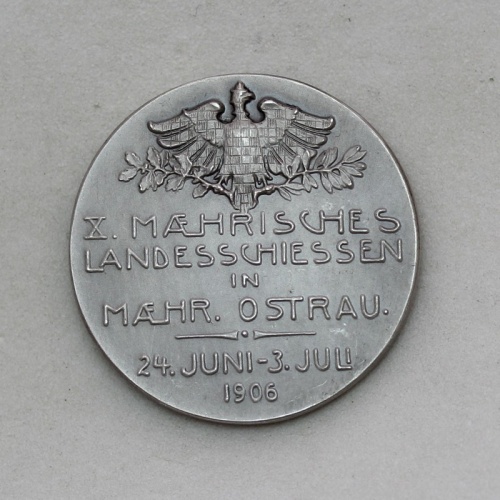 X. MÆHRISCHES
LANDESSCHIESSEN
IN
MÆHR. OSTRAU.
24. JUNI-3. JULI
1906